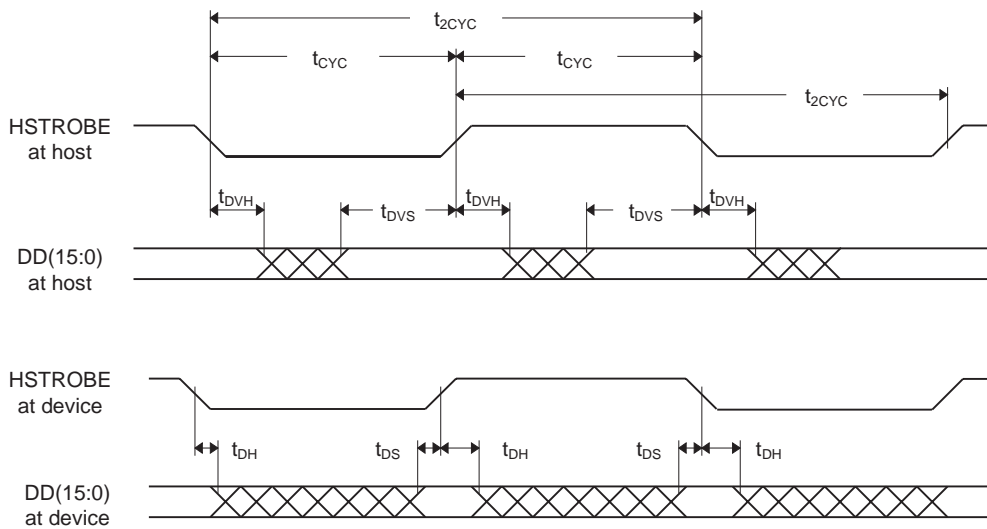 t2CYC
tCYC tCYC
t2CYC
HSTROBE
at host
tDVH tDVS tDVH tDVS tDVH
DD(15:0)
at host
HSTROBE
at device
tDH tDS tDH tDS tDH
DD(15:0)
at device